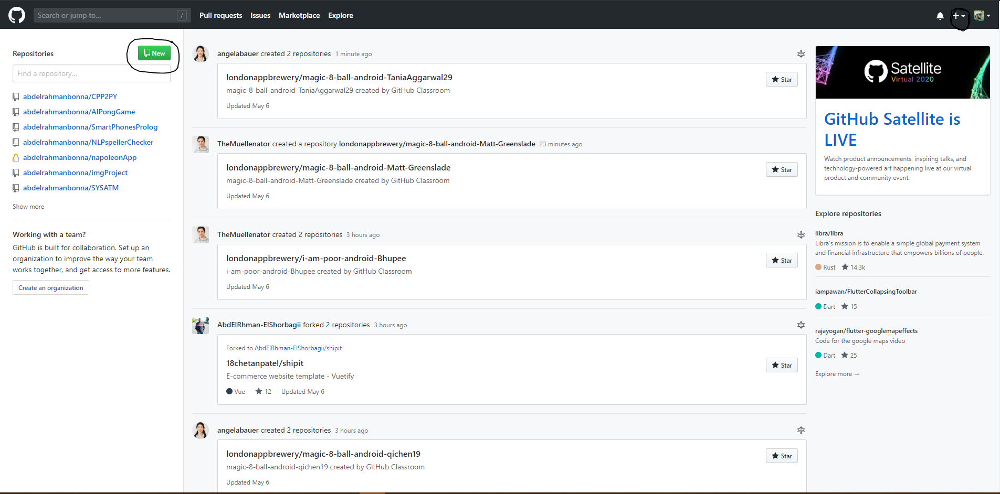 Search or jump to...
/
Pull requests
Issues
Marketplace
Explore
Repositories
New
Find a repository...
abdelrahmanbonna/CPP2PY
abdelrahmanbonna/AIPongGame
abdelrahmanbonna/SmartPhonesProlog
abdelrahmanbonna/NLPspellerChecker
abdelrahmanbonna/napoleonApp
abdelrahmanbonna/imgProject
abdelrahmanbonna/SYSATM
Show more
Working with a team?
GitHub is built for collaboration. Set up an
organization to improve the way your team
works together, and get access to more features.
Create an organization
angelabauer created 2 repositories 1 minute ago
londonappbrewery/magic-8-ball-android-TaniaAggarwal29
Star
magic-8-ball-android-TaniaAggarwal29 created by GitHub Classroom
Updated May 6
TheMuellenator created a repository londonappbrewery/magic-8-ball-android-Matt-Greenslade 23 minutes ago
londonappbrewery/magic-8-ball-android-Matt-Greenslade
Star
magic-8-ball-android-Matt-Greenslade created by GitHub Classroom
Updated May 6
TheMuellenator created 2 repositories 3 hours ago
londonappbrewery/i-am-poor-android-Bhupee
Star
i-am-poor-android-Bhupee created by GitHub Classroom
Updated May 6
AbdElRhman-ElShorbagii forked 2 repositories 3 hours ago
Forked to AbdElRhman-ElShorbagii/shipit
18chetanpatel/shipit
Star
E-commerce website template - Vuetify
Vue 12 Updated May 6
angelabauer created 2 repositories 3 hours ago
londonappbrewery/magic-8-ball-android-qichen19
Star
magic-8-ball-android-qichen19 created by GitHub Classroom
Updated May 6
Satellite
Virtual 2020
GitHub Satellite is
LIVE
Watch product announcements, inspiring talks, and
technology-powered art happening live at our virtual
product and community event.
Explore repositories
libra/libra
Libra's mission is to enable a simple global payment system
and financial infrastructure that empowers billions of people.
Rust 14.3k
iampawan/FlutterCollapsingToolbar
Dart 15
rajayogan/flutter-googlemapeffects
Code for the google maps video
Dart 25
Explore more →